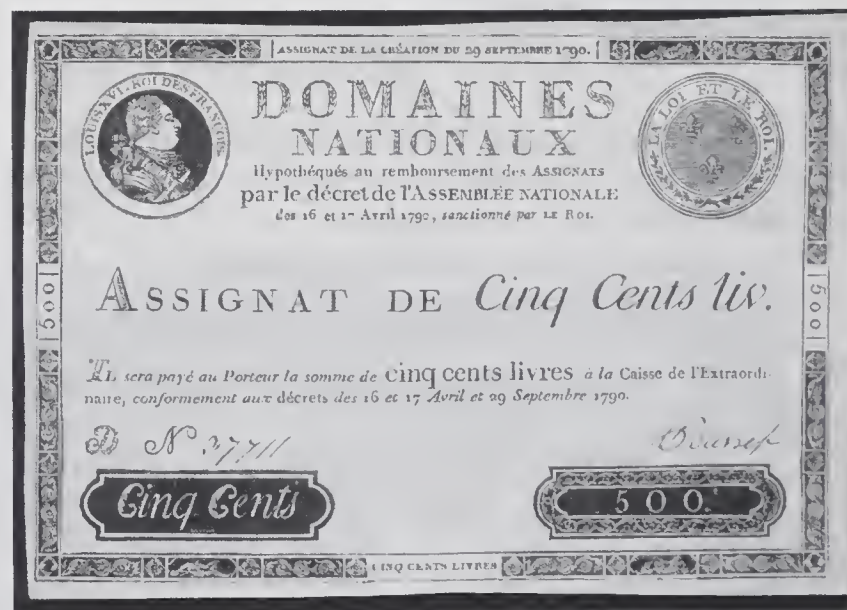 ASSIGNAT DE LA CRÉATION DU 29 SEPTEMBRE 1790.
LOUIS XVI. ROI DES FRANÇOIS.
LA LOI ET LE ROI.
DOMAINES
NATIONAUX
Hypothéqués au remboursement des ASSIGNATS
par le décret de l'ASSEMBLÉE NATIONALE
des 16 et 17 Avril 1790, sanctionné par LE ROI.
500
500
ASSIGNAT DE Cinq Cents liv.
IL sera payé au Porteur la somme de cinq cents livres à la Caisse de l'Extraordi-
naire, conformement aux décrets des 16 et 17 Avril et 29 Septembre 1790.
D N° 37711
Cinq Cents
500.
CINQ CENTS LIVRES